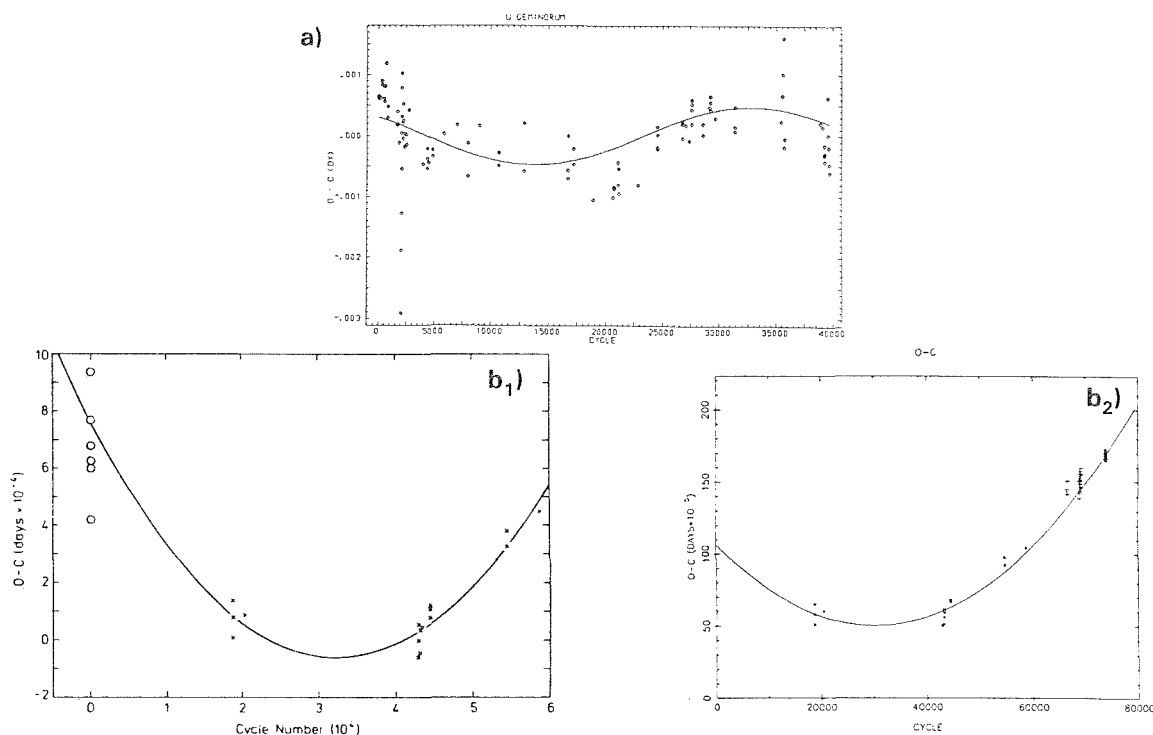 U GEMINORUM
a)
.001
.000
-.001
-.002
-.003
O - C (DY)
0 5000 10000 15000 20000 25000 30000 35000 40000
CYCLE
b1)
10
8
6
4
2
0
-2
O-C (days × 10⁻⁴)
0 1 2 3 4 5 6
Cycle Number (10⁴)
O-C
b2)
200
150
100
50
0
O-C (DAYS×10⁻⁵)
0 20000 40000 60000 80000
CYCLE